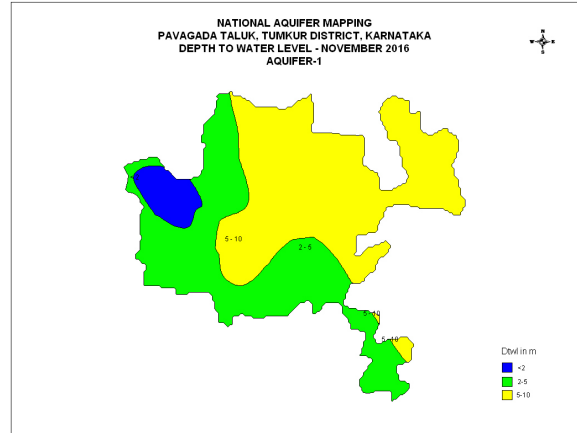 NATIONAL AQUIFER MAPPING
PAVAGADA TALUK, TUMKUR DISTRICT, KARNATAKA
DEPTH TO WATER LEVEL - NOVEMBER 2016
AQUIFER-1
N
W E
S
5 - 10
2 - 5
5 - 10
5 - 10
Dtwl in m
<2
2-5
5-10